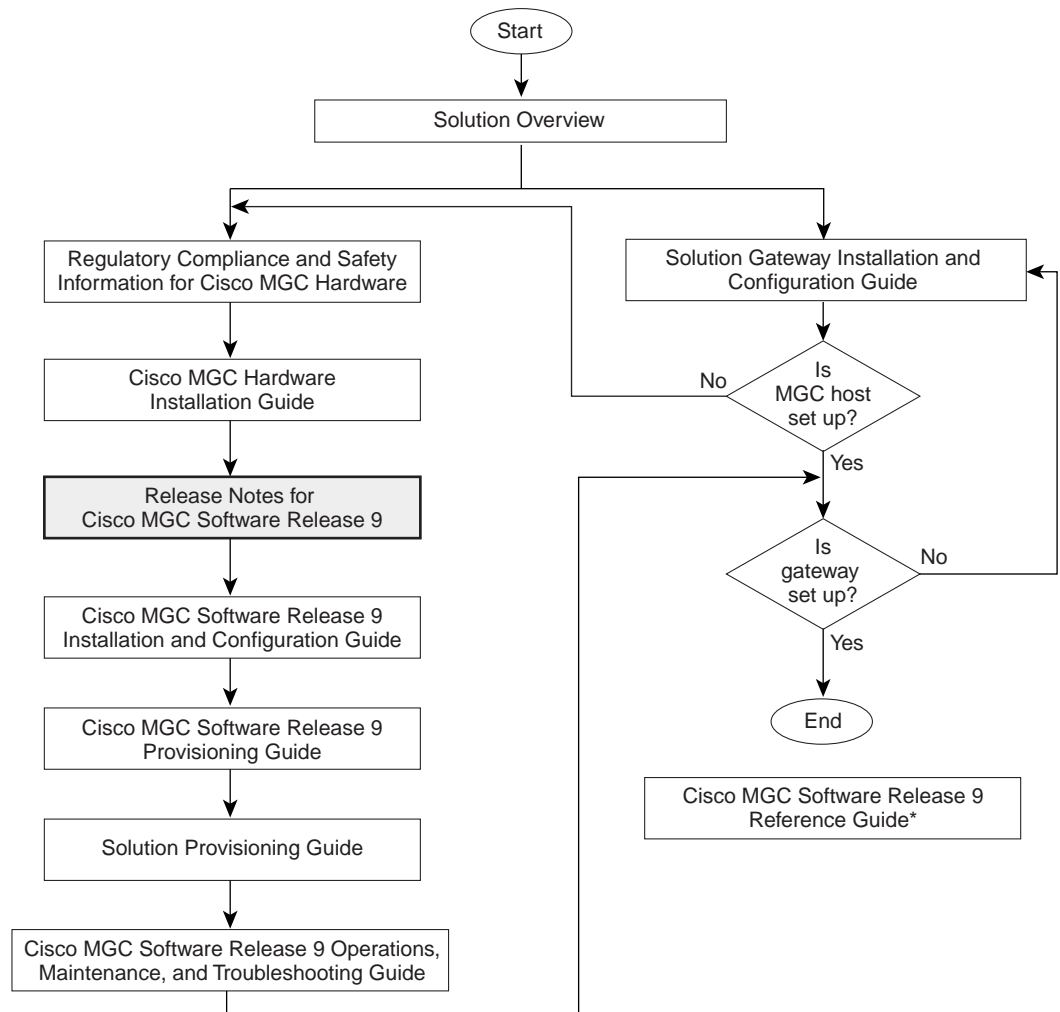 Start
Solution Overview
Regulatory Compliance and Safety
Information for Cisco MGC Hardware
Cisco MGC Hardware
Installation Guide
Release Notes for
Cisco MGC Software Release 9
Cisco MGC Software Release 9
Installation and Configuration Guide
Cisco MGC Software Release 9
Provisioning Guide
Solution Provisioning Guide
Cisco MGC Software Release 9 Operations,
Maintenance, and Troubleshooting Guide
Solution Gateway Installation and
Configuration Guide
Is
MGC host
set up?
No
Yes
Is
gateway
set up?
No
Yes
End
Cisco MGC Software Release 9
Reference Guide*